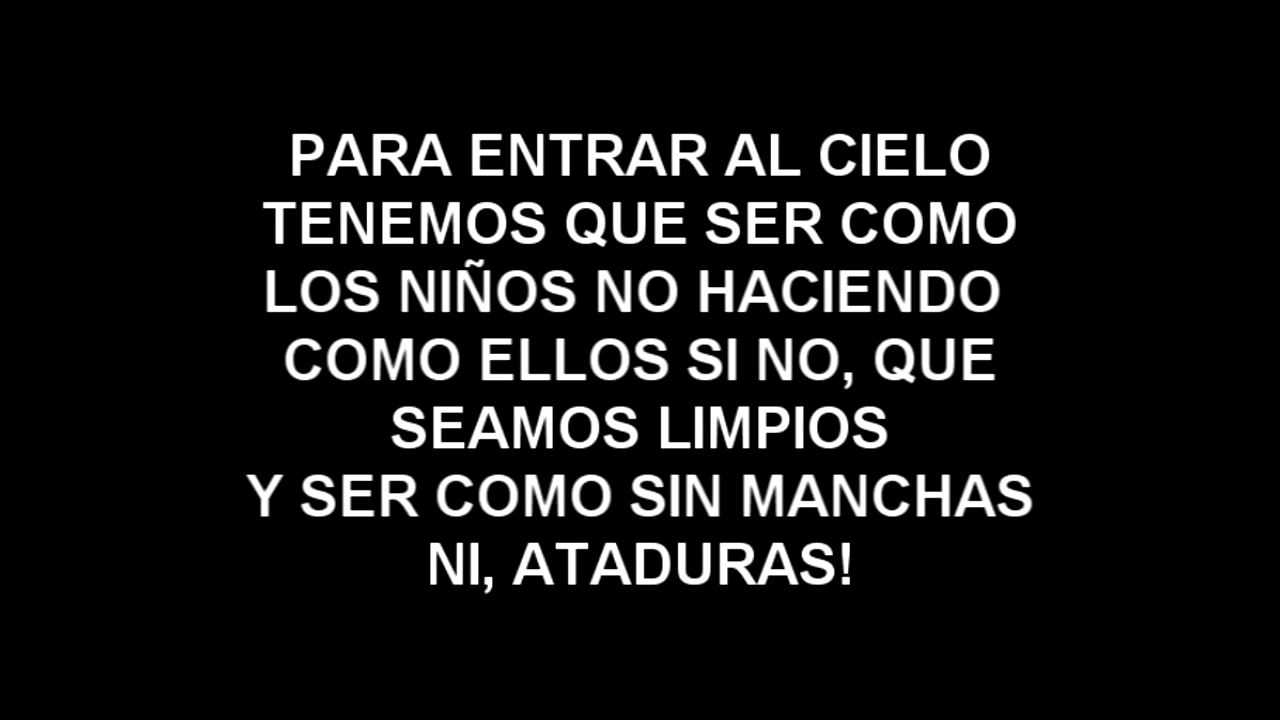 PARA ENTRAR AL CIELO
TENEMOS QUE SER COMO
LOS NIÑOS NO HACIENDO
COMO ELLOS SI NO, QUE
SEAMOS LIMPIOS
Y SER COMO SIN MANCHAS
NI, ATADURAS!